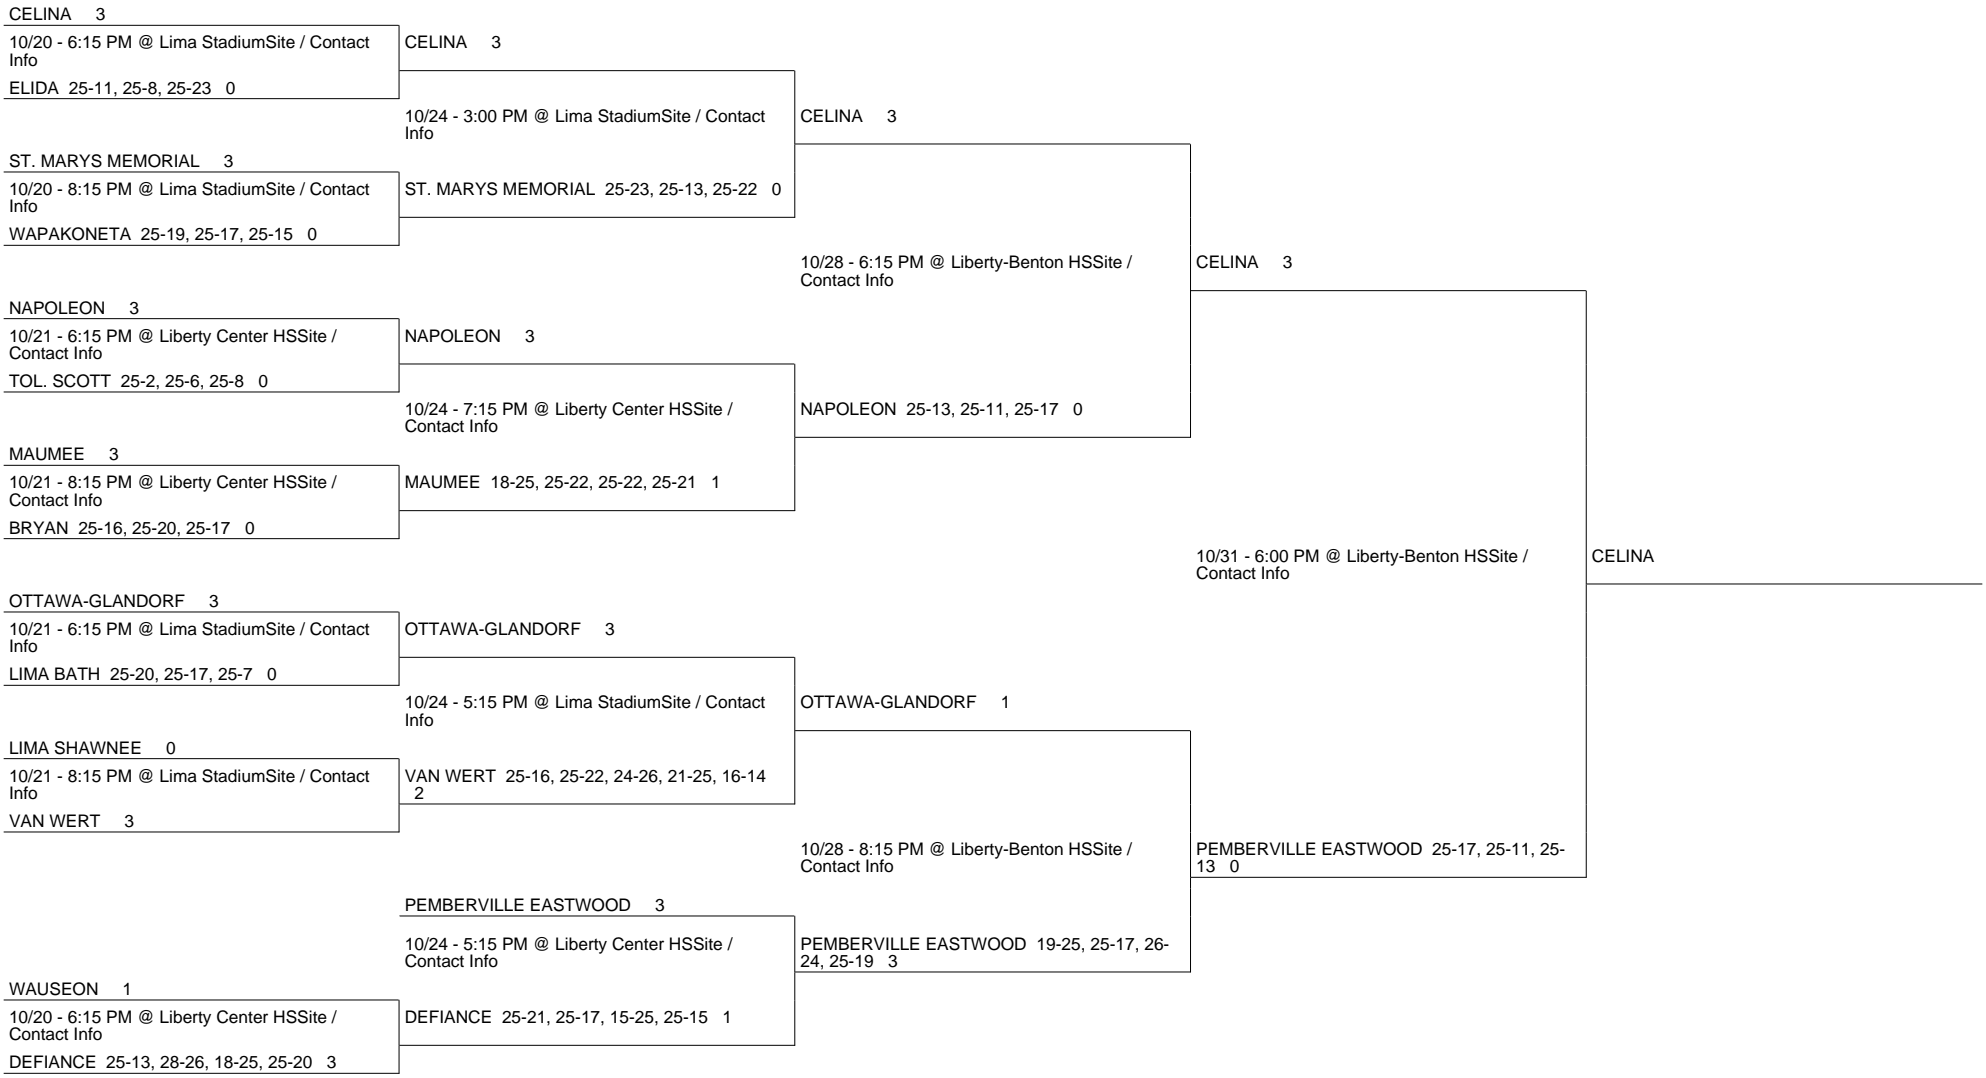 CELINA 3
10/20 - 6:15 PM @ Lima StadiumSite / Contact
Info
ELIDA 25-11, 25-8, 25-23 0
ST. MARYS MEMORIAL 3
10/20 - 8:15 PM @ Lima StadiumSite / Contact
Info
WAPAKONETA 25-19, 25-17, 25-15 0
NAPOLEON 3
10/21 - 6:15 PM @ Liberty Center HSSite /
Contact Info
TOL. SCOTT 25-2, 25-6, 25-8 0
MAUMEE 3
10/21 - 8:15 PM @ Liberty Center HSSite /
Contact Info
BRYAN 25-16, 25-20, 25-17 0
OTTAWA-GLANDORF 3
10/21 - 6:15 PM @ Lima StadiumSite / Contact
Info
LIMA BATH 25-20, 25-17, 25-7 0
LIMA SHAWNEE 0
10/21 - 8:15 PM @ Lima StadiumSite / Contact
Info
VAN WERT 3
WAUSEON 1
10/20 - 6:15 PM @ Liberty Center HSSite /
Contact Info
DEFIANCE 25-13, 28-26, 18-25, 25-20 3
CELINA 3
10/24 - 3:00 PM @ Lima StadiumSite / Contact
Info
ST. MARYS MEMORIAL 25-23, 25-13, 25-22 0
NAPOLEON 3
10/24 - 7:15 PM @ Liberty Center HSSite /
Contact Info
MAUMEE 18-25, 25-22, 25-22, 25-21 1
OTTAWA-GLANDORF 3
10/24 - 5:15 PM @ Lima StadiumSite / Contact
Info
VAN WERT 25-16, 25-22, 24-26, 21-25, 16-14
2
PEMBERVILLE EASTWOOD 3
10/24 - 5:15 PM @ Liberty Center HSSite /
Contact Info
DEFIANCE 25-21, 25-17, 15-25, 25-15 1
CELINA 3
10/28 - 6:15 PM @ Liberty-Benton HSSite /
Contact Info
NAPOLEON 25-13, 25-11, 25-17 0
OTTAWA-GLANDORF 1
10/28 - 8:15 PM @ Liberty-Benton HSSite /
Contact Info
PEMBERVILLE EASTWOOD 19-25, 25-17, 26-
24, 25-19 3
CELINA 3
10/31 - 6:00 PM @ Liberty-Benton HSSite /
Contact Info
PEMBERVILLE EASTWOOD 25-17, 25-11, 25-
13 0
CELINA